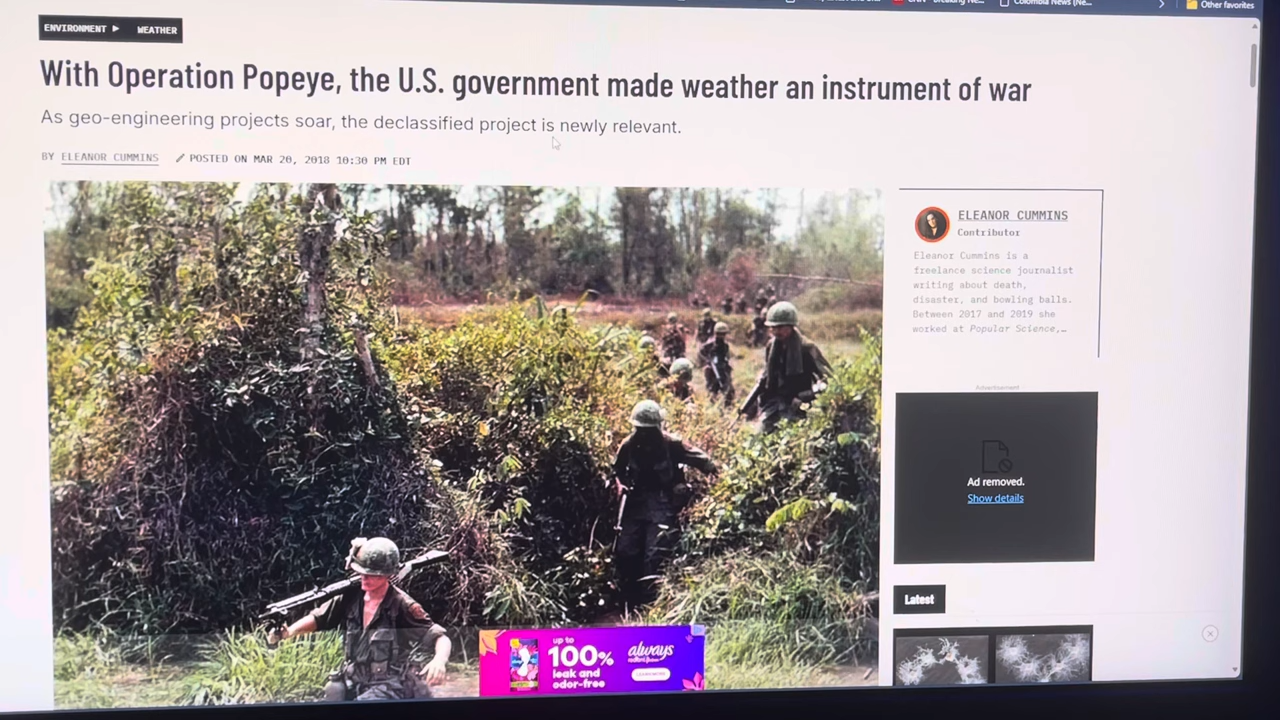 Other favorites
ENVIRONMENT ▶ WEATHER
With Operation Popeye, the U.S. government made weather an instrument of war
As geo-engineering projects soar, the declassified project is newly relevant.
BY ELEANOR CUMMINS POSTED ON MAR 20, 2018 10:30 PM EDT
ELEANOR CUMMINS
Contributor
Eleanor Cummins is a
freelance science journalist
writing about death,
disaster, and bowling balls.
Between 2017 and 2019 she
worked at Popular Science,…
Advertisement
Ad removed.
Show details
Latest
up to
100%
leak and
odor-free
always
LEARN MORE